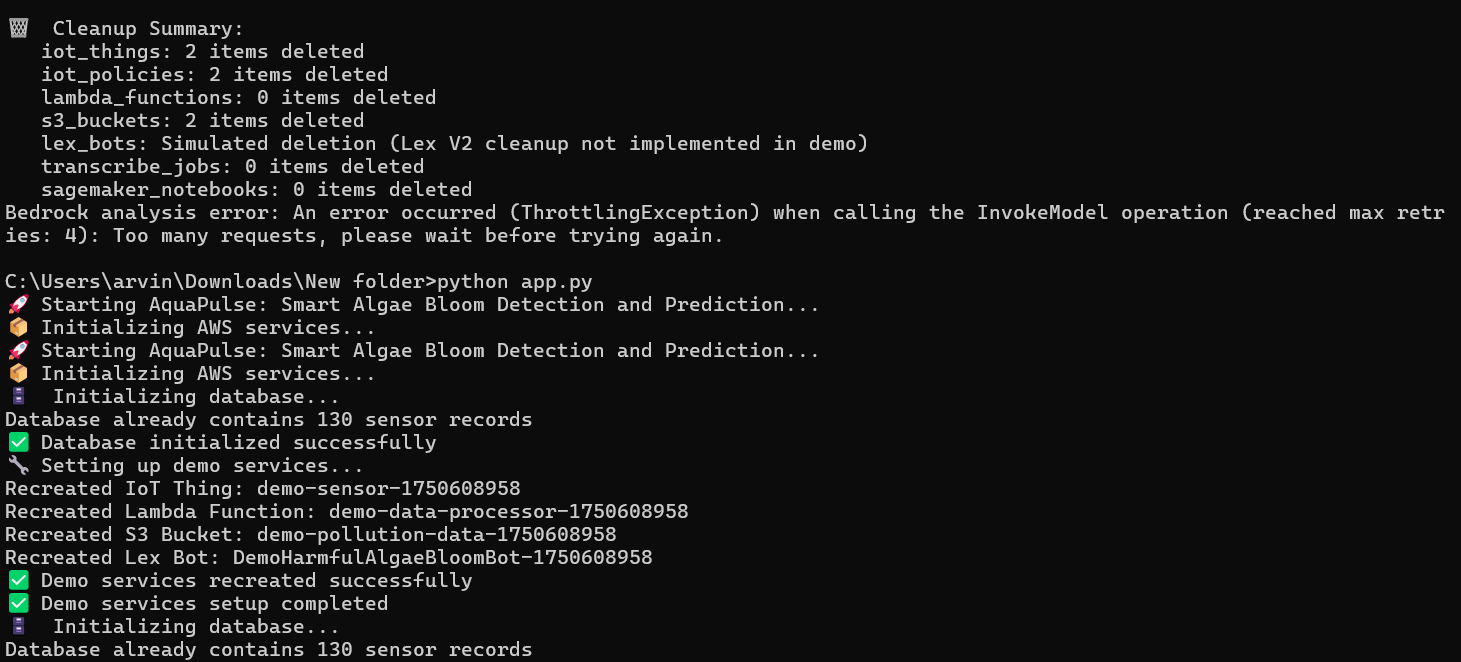 🗑️  Cleanup Summary:
   iot_things: 2 items deleted
   iot_policies: 2 items deleted
   lambda_functions: 0 items deleted
   s3_buckets: 2 items deleted
   lex_bots: Simulated deletion (Lex V2 cleanup not implemented in demo)
   transcribe_jobs: 0 items deleted
   sagemaker_notebooks: 0 items deleted
Bedrock analysis error: An error occurred (ThrottlingException) when calling the InvokeModel operation (reached max retr
ies: 4): Too many requests, please wait before trying again.
C:\Users\arvin\Downloads\New folder>python app.py
🚀 Starting AquaPulse: Smart Algae Bloom Detection and Prediction...
📦 Initializing AWS services...
🚀 Starting AquaPulse: Smart Algae Bloom Detection and Prediction...
📦 Initializing AWS services...
🗄️  Initializing database...
Database already contains 130 sensor records
✅ Database initialized successfully
🔧 Setting up demo services...
Recreated IoT Thing: demo-sensor-1750608958
Recreated Lambda Function: demo-data-processor-1750608958
Recreated S3 Bucket: demo-pollution-data-1750608958
Recreated Lex Bot: DemoHarmfulAlgaeBloomBot-1750608958
✅ Demo services recreated successfully
✅ Demo services setup completed
🗄️  Initializing database...
Database already contains 130 sensor records